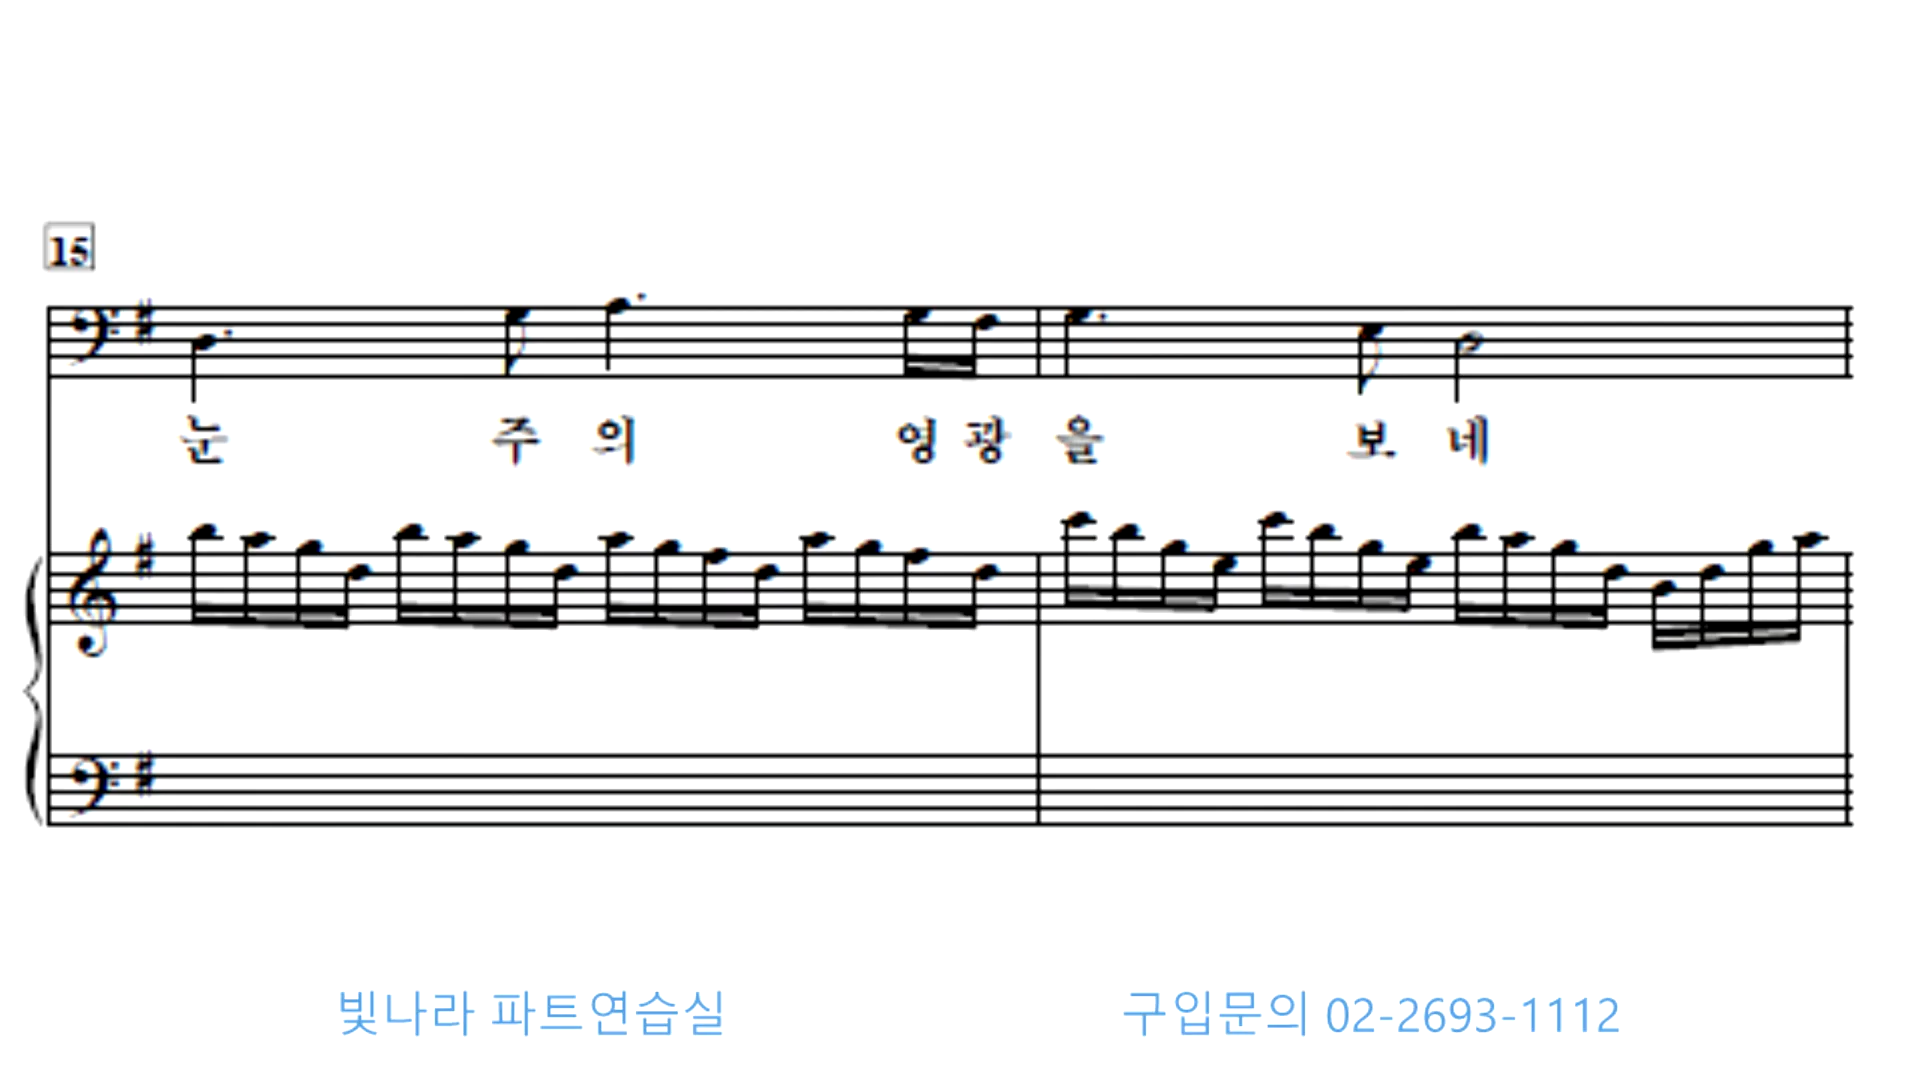 15
눈 주 의 영 광 을 보 네
빛나라 파트연습실 구입문의 02-2693-1112